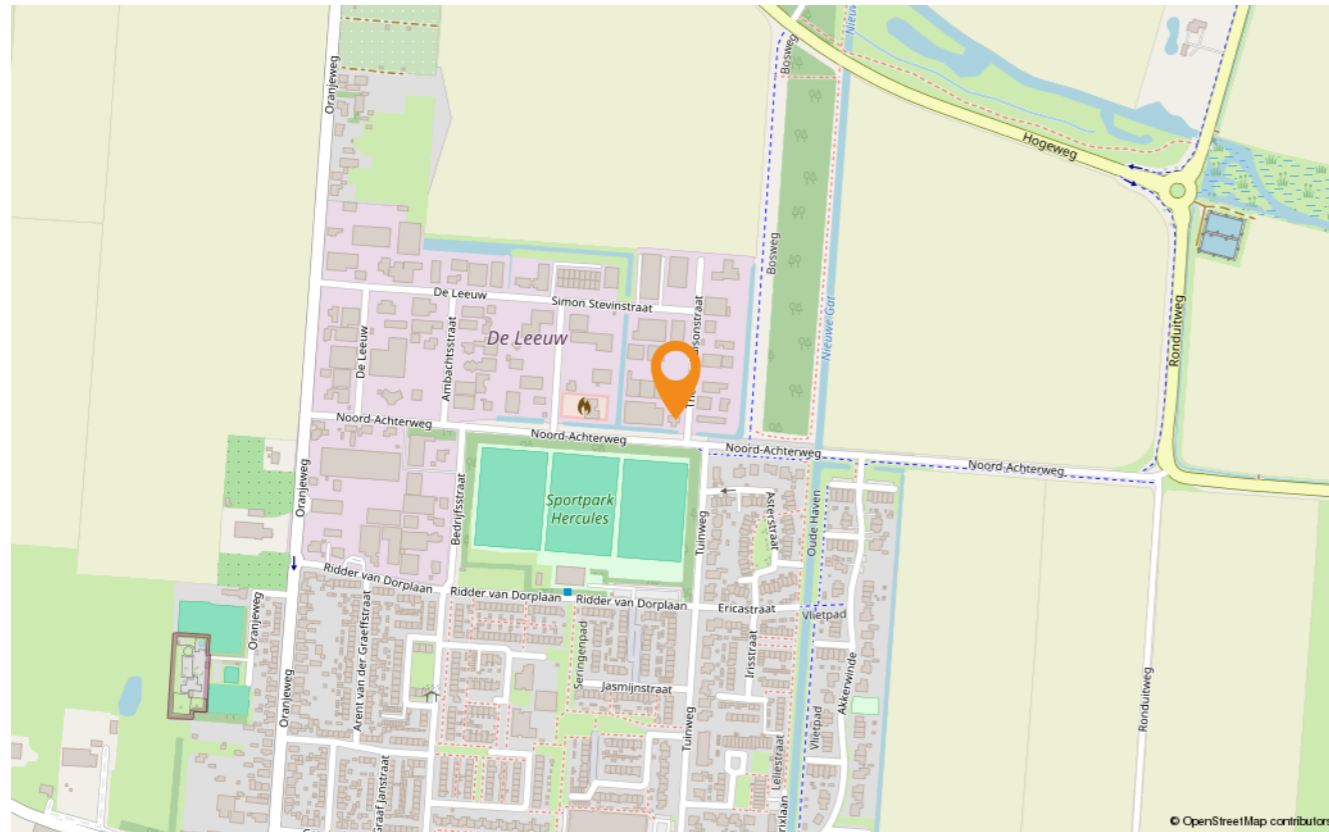 Oranjeweg
Bosweg
Hogeweg
Bosweg
De Leeuw
Simon Stevinstraat
De Leeuw
De Leeuw
Ambachtsstraat
Nieuwe Gat
Ronduitweg
Noord-Achterweg
Noord-Achterweg
Noord-Achterweg
Noord-Achterweg
Oranjeweg
Bedrijfsstraat
Sportpark
Hercules
Tuinweg
Asterstraat
Oude Haven
Ridder van Dorplaan
Ridder van Dorplaan
Ridder van Dorplaan
Ericastraat
Vlietpad
Oranjeweg
Arent van der Graeffstraat
Seringenpad
Irisstraat
Akkerwinde
Jasmijnstraat
Oranjeweg
Tuinweg
Vlietpad
Ronduitweg
Leliestraat
Graaf Janstraat
© OpenStreetMap contributors